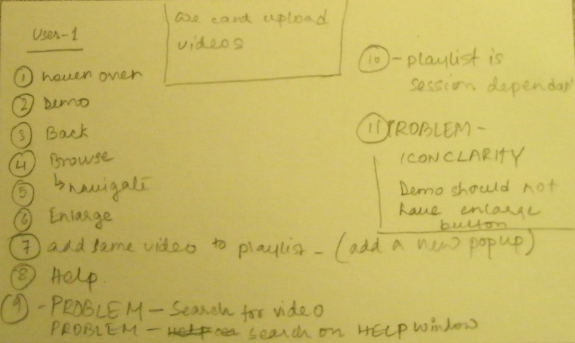 User-1
We cant upload
videos
① hover over
② Demo
③ Back
④ Browse
⑤ ↳ navigate
⑥ Enlarge
⑦ add same video to playlist - (add a new popup)
⑧ Help
⑨ - PROBLEM - Search for video
PROBLEM - search on HELP window
⑩ - playlist is
session dependant
⑪ PROBLEM -
ICON CLARITY
Demo should not
have enlarge
button